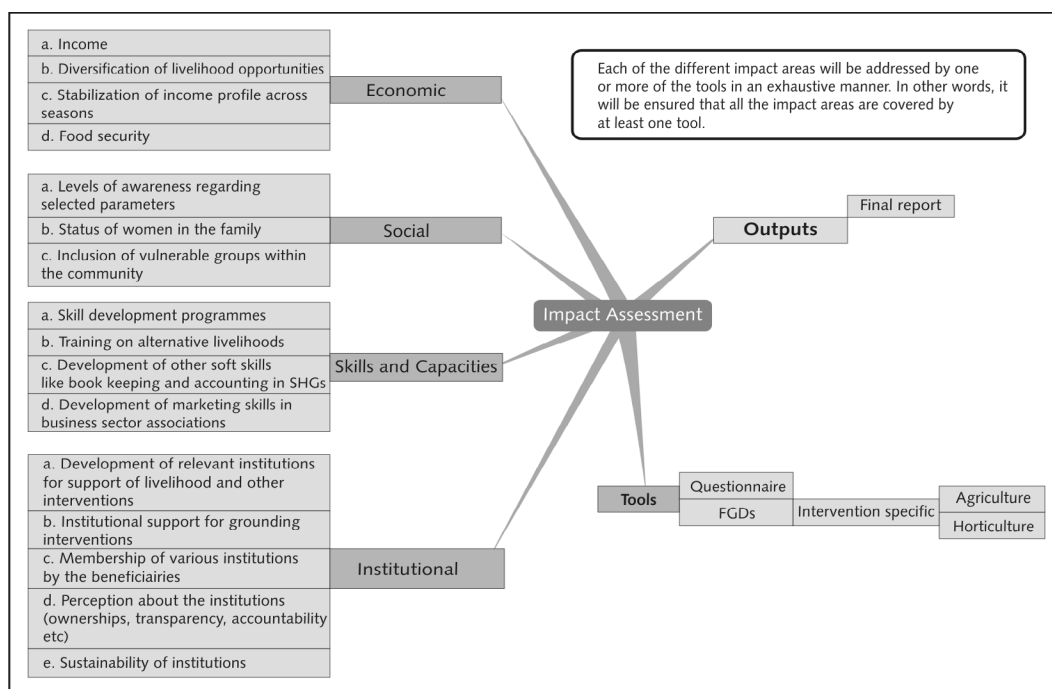 a. Income
b. Diversification of livelihood opportunities
c. Stabilization of income profile across
seasons
d. Food security
Economic
Each of the different impact areas will be addressed by one
or more of the tools in an exhaustive manner. In other words, it
will be ensured that all the impact areas are covered by
at least one tool.
a. Levels of awareness regarding
selected parameters
b. Status of women in the family
c. Inclusion of vulnerable groups within
the community
Social
Final report
Outputs
Impact Assessment
a. Skill development programmes
b. Training on alternative livelihoods
c. Development of other soft skills
like book keeping and accounting in SHGs
d. Development of marketing skills in
business sector associations
Skills and Capacities
a. Development of relevant institutions
for support of livelihood and other
interventions
b. Institutional support for grounding
interventions
c. Membership of various institutions
by the beneficiairies
d. Perception about the institutions
(ownerships, transparency, accountability
etc)
e. Sustainability of institutions
Institutional
Tools
Questionnaire
FGDs
Intervention specific
Agriculture
Horticulture